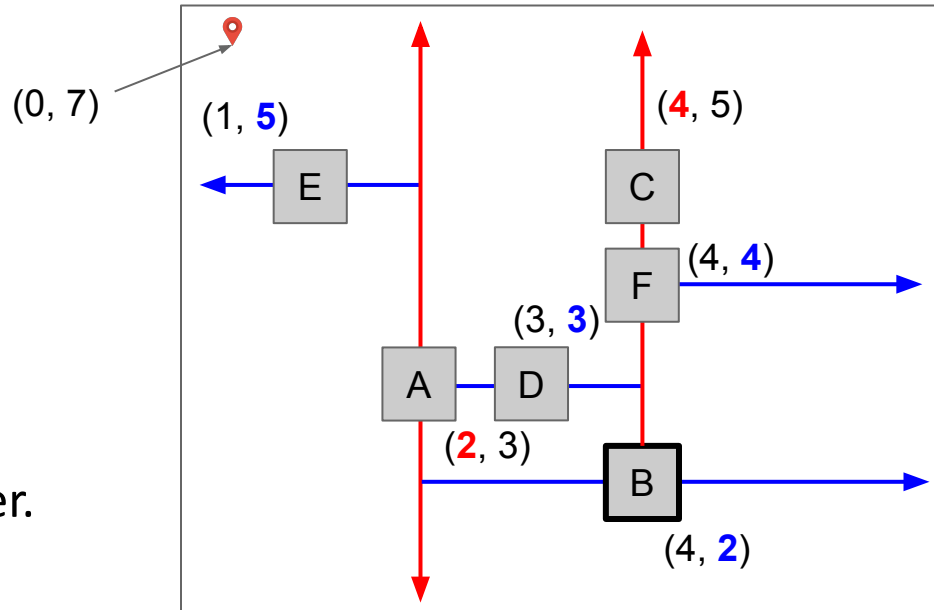 (0, 7)
(1, 5)
(4, 5)
E
C
(4, 4)
F
(3, 3)
A
D
(2, 3)
B
er.
(4, 2)